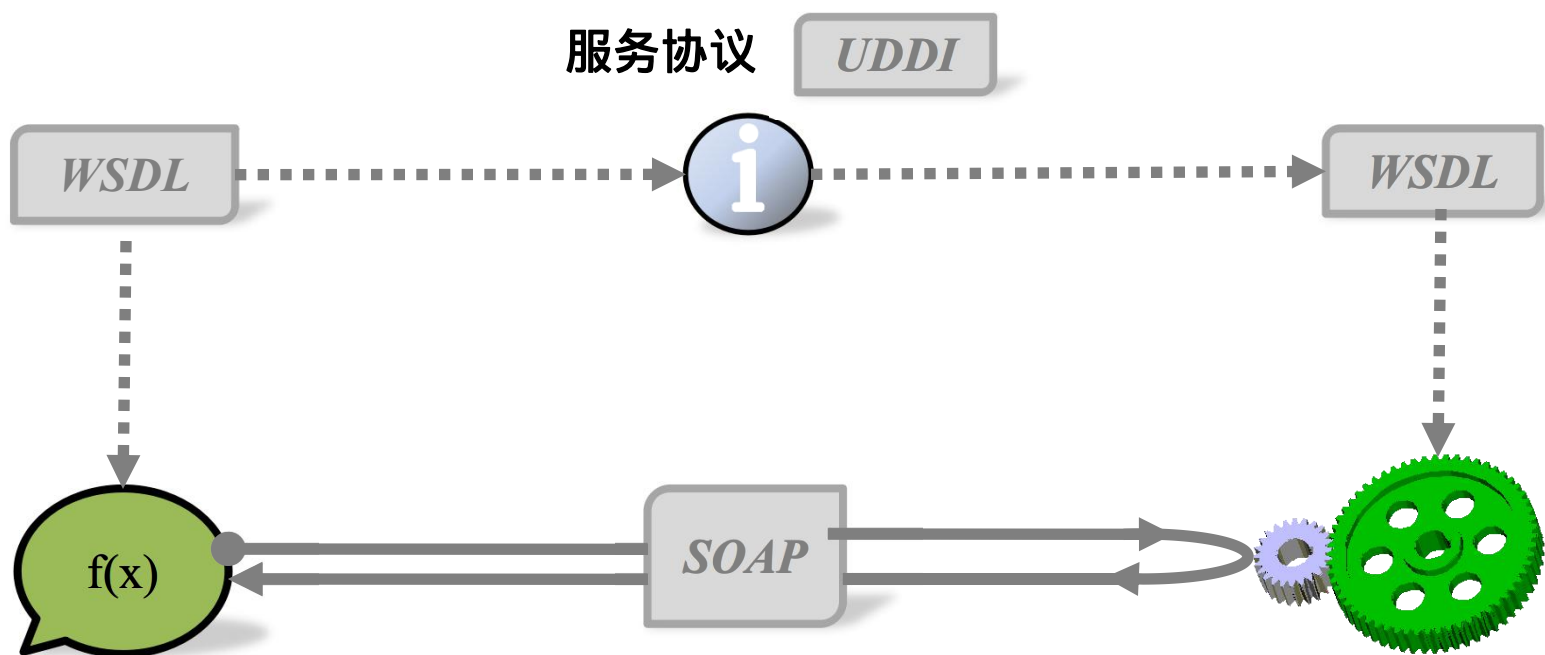 服务协议 UDDI
WSDL
WSDL
f(x)
SOAP